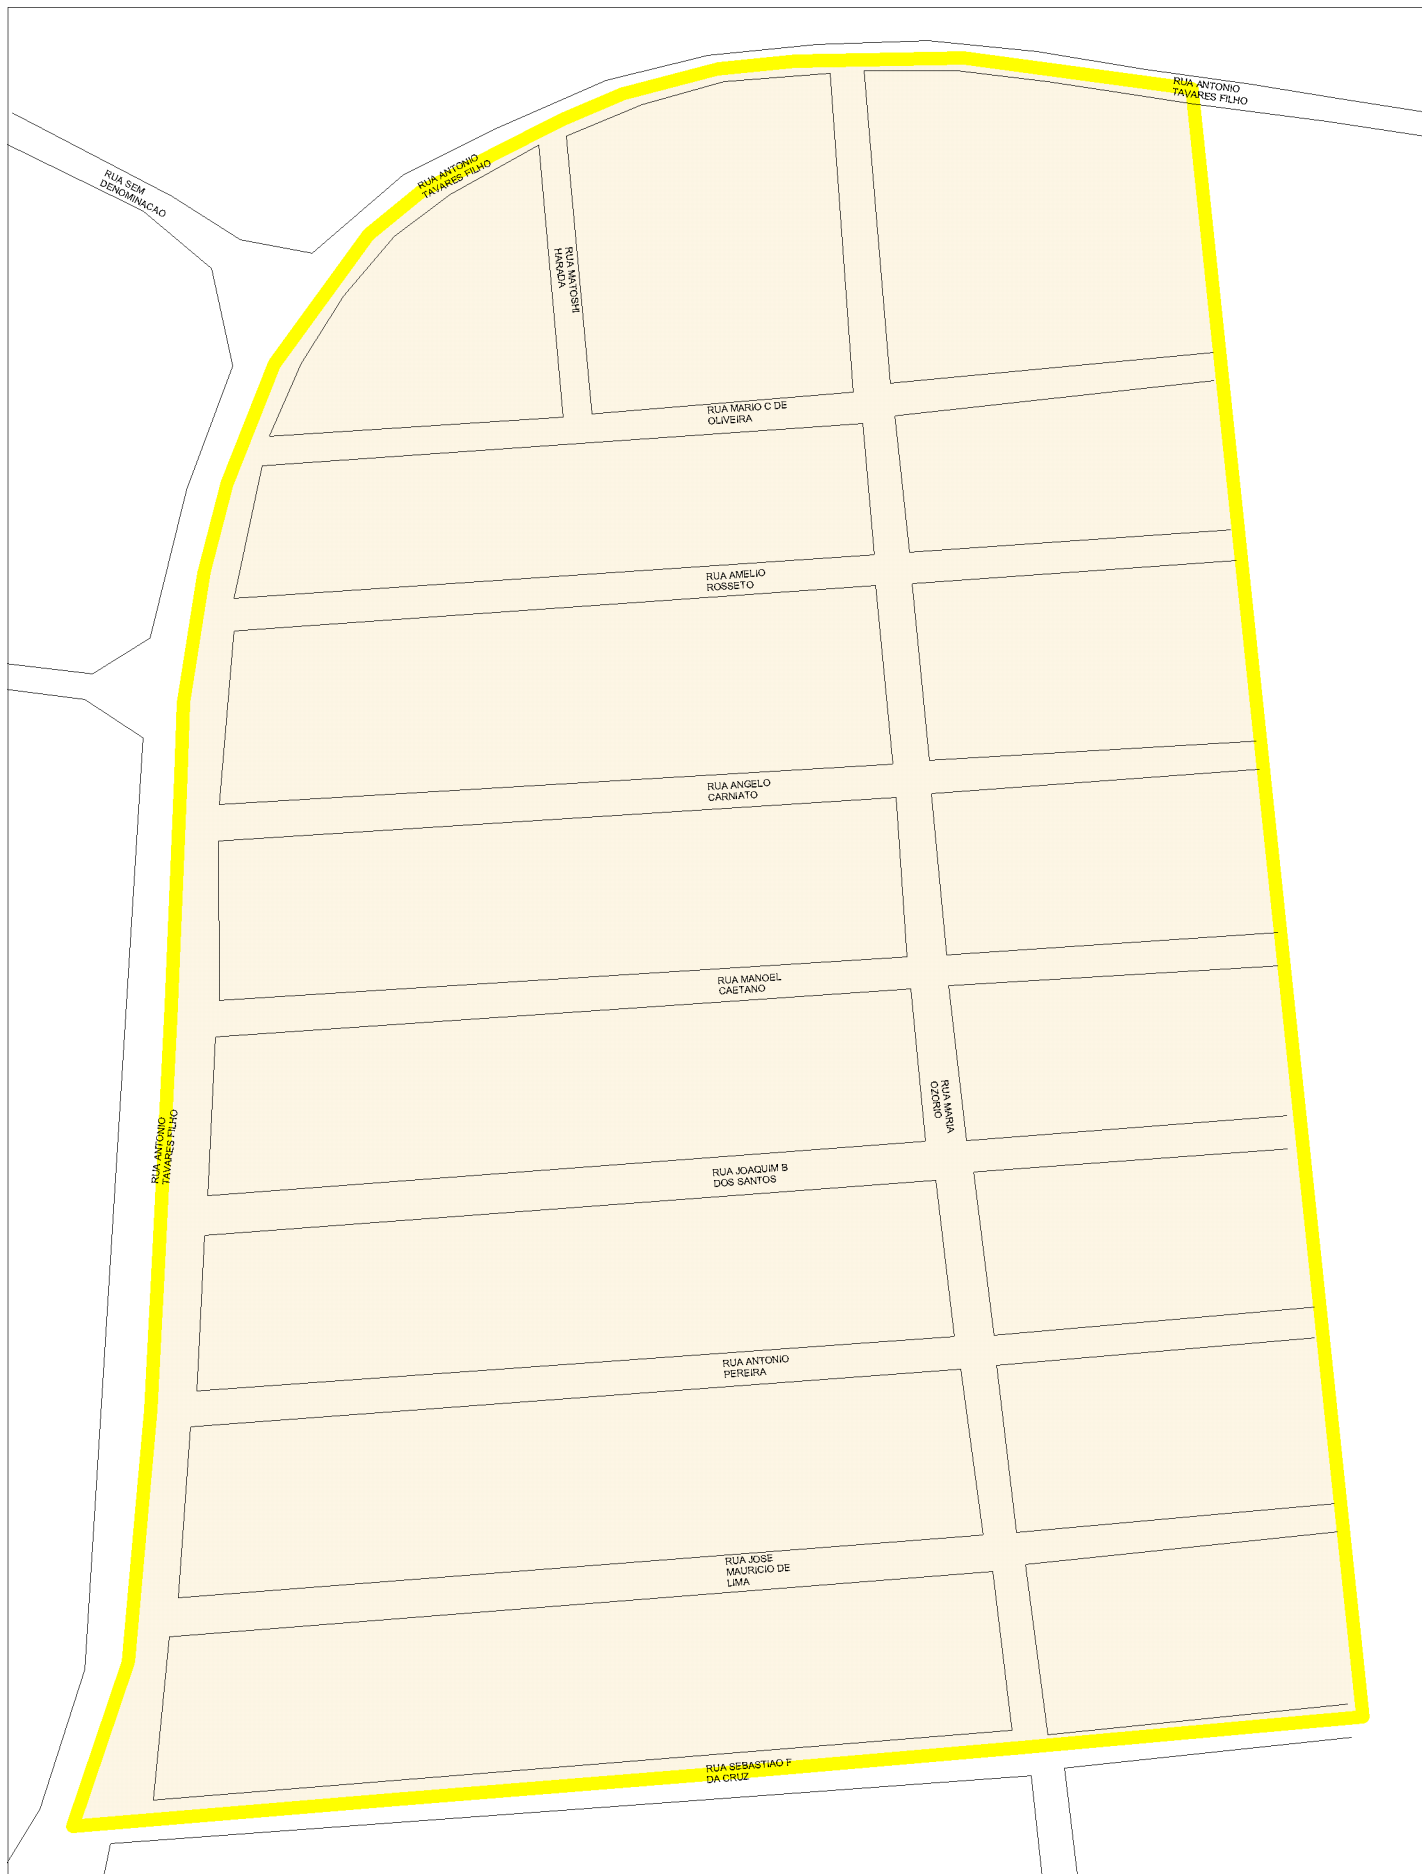 RUA ANTONIO
TAVARES FILHO
RUA ANTONIO
TAVARES FILHO
RUA SEM
DENOMINACAO
RUA MATOSHI
HARADA
RUA MARIO C DE
OLIVEIRA
RUA AMELIO
ROSSETO
RUA ANGELO
CARNIATO
RUA MANOEL
CAETANO
RUA MARIA
OZORIO
RUA ANTONIO
TAVARES FILHO
RUA JOAQUIM B
DOS SANTOS
RUA ANTONIO
PEREIRA
RUA JOSE
MAURICIO DE
LIMA
RUA SEBASTIAO F
DA CRUZ